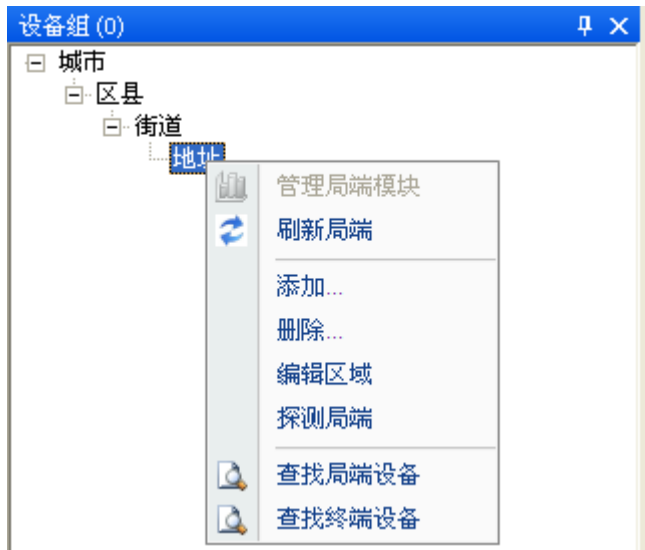 设备组 (0)
城市
区县
街道
地址
管理局端模块
刷新局端
添加...
删除...
编辑区域
探测局端
查找局端设备
查找终端设备